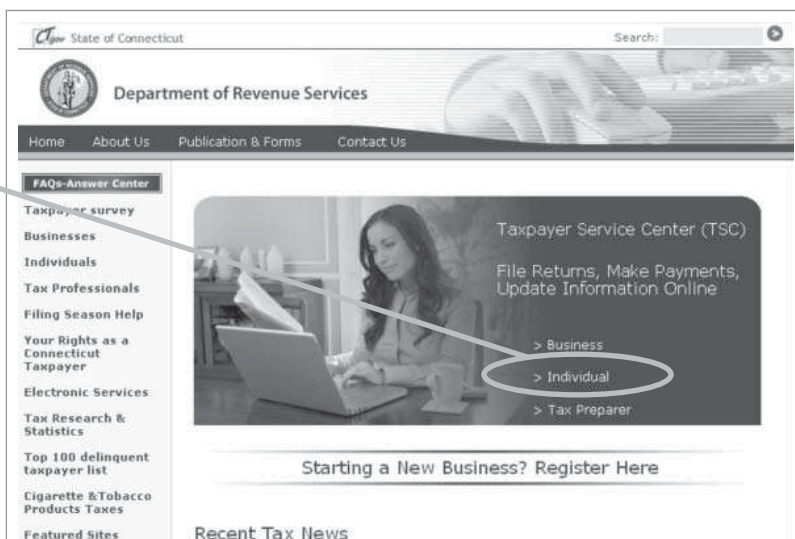 CT.gov State of Connecticut
Search:
Department of Revenue Services
Home About Us Publication & Forms Contact Us
FAQs-Answer Center
Taxpayer survey
Businesses
Individuals
Tax Professionals
Filing Season Help
Your Rights as a
Connecticut
Taxpayer
Electronic Services
Tax Research &
Statistics
Top 100 delinquent
taxpayer list
Cigarette &Tobacco
Products Taxes
Featured Sites
Taxpayer Service Center (TSC)
File Returns, Make Payments,
Update Information Online
> Business
> Individual
> Tax Preparer
Starting a New Business? Register Here
Recent Tax News